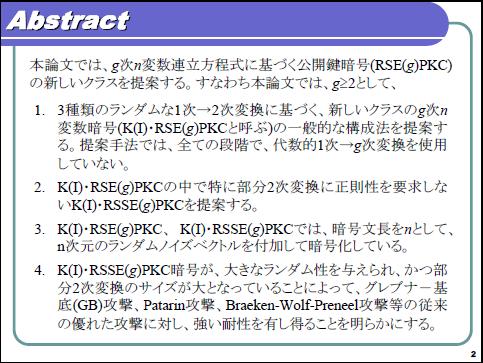 Abstract
本論文では、g次n変数連立方程式に基づく公開鍵暗号(RSE(g)PKC)
の新しいクラスを提案する。すなわち本論文では、g≥2として、
1. 3種類のランダムな1次→2次変換に基づく、新しいクラスのg次n
変数暗号(K(I)・RSE(g)PKCと呼ぶ)の一般的な構成法を提案す
る。提案手法では、全ての段階で、代数的1次→g次変換を使用
していない。
2. K(I)・RSE(g)PKCの中で特に部分2次変換に正則性を要求しな
いK(I)・RSSE(g)PKCを提案する。
3. K(I)・RSE(g)PKC、 K(I)・RSSE(g)PKCでは、暗号文長をnとして、
n次元のランダムノイズベクトルを付加して暗号化している。
4. K(I)・RSSE(g)PKC暗号が、大きなランダム性を与えられ、かつ部
分2次変換のサイズが大となっていることによって、グレブナー基
底(GB)攻撃、Patarin攻撃、Braeken-Wolf-Preneel攻撃等の従来
の優れた攻撃に対し、強い耐性を有し得ることを明らかにする。
2